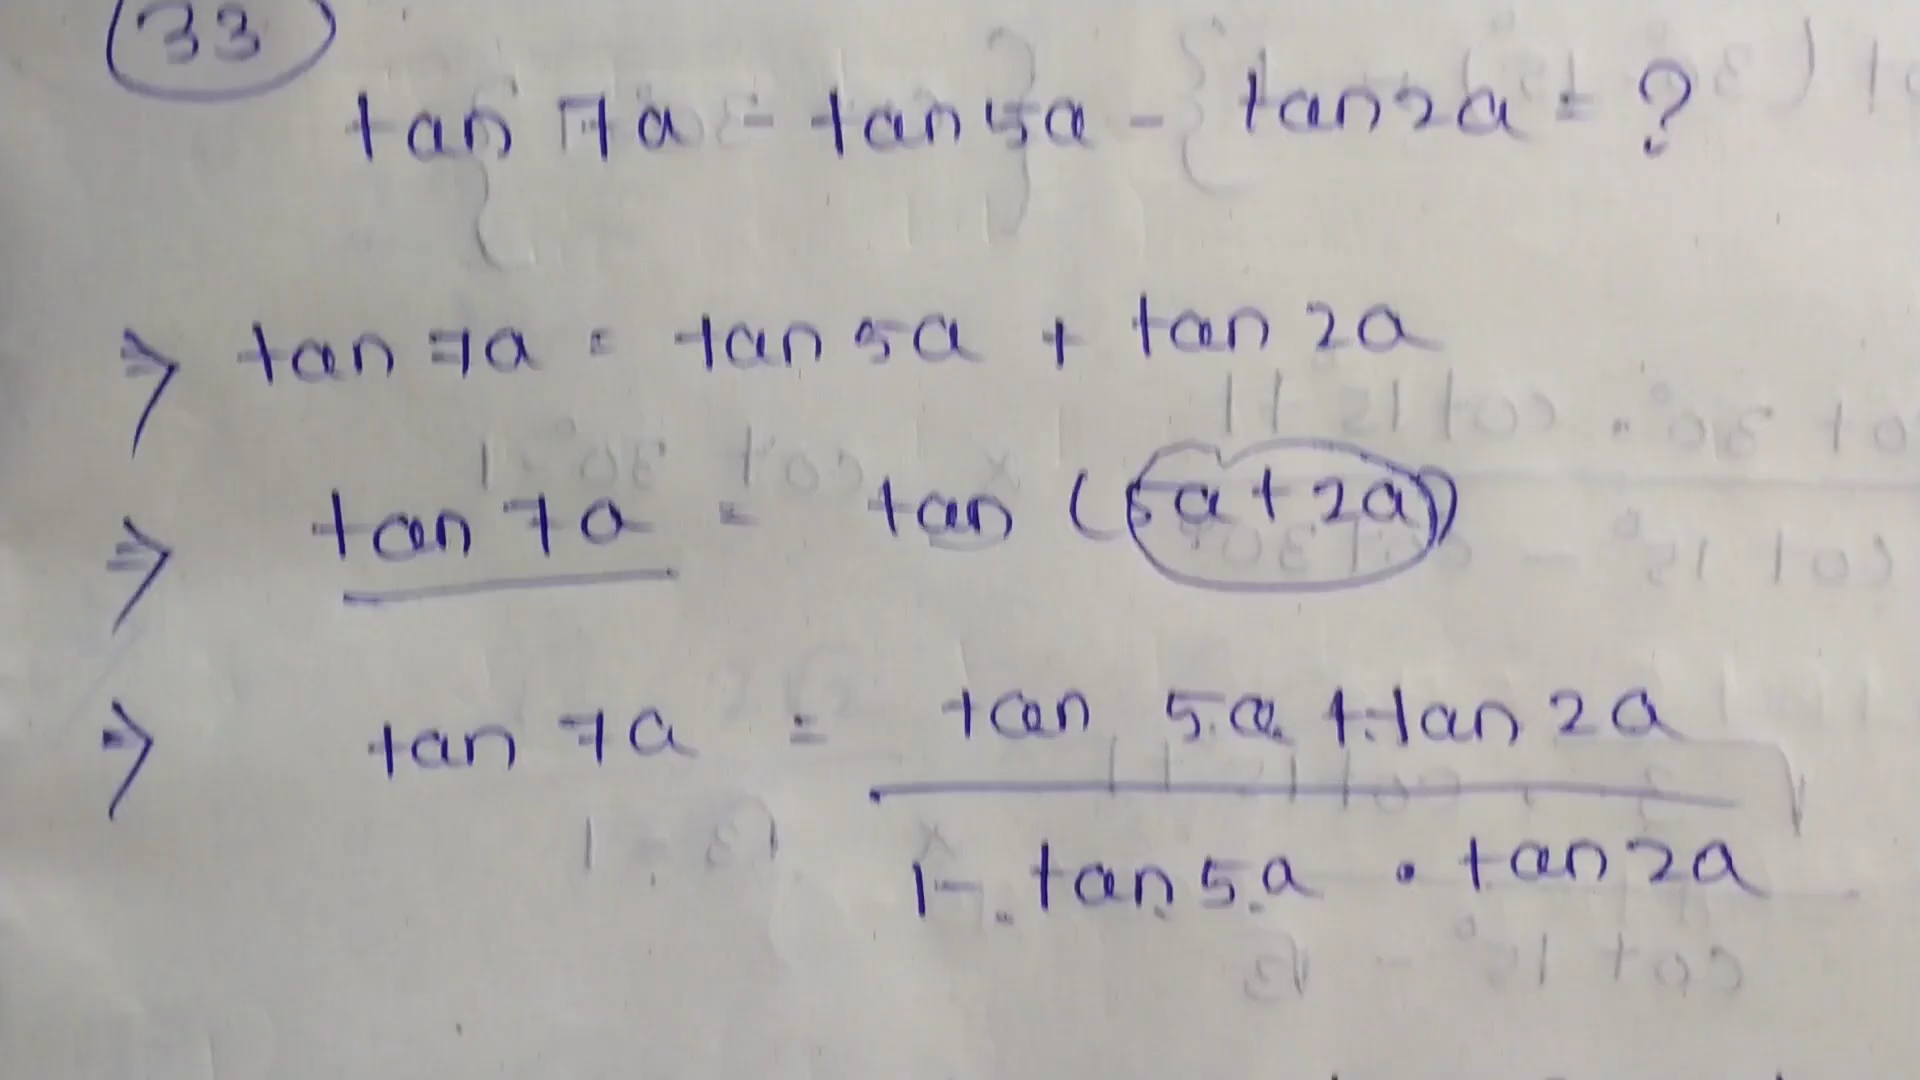 33
tan 7a - tan 5a - tan 2a = ?
⇒ tan 7a = tan 5a + tan 2a
⇒ tan 7a = tan (5a + 2a)
⇒ tan 7a = tan 5a + tan 2a
1 - tan 5a · tan 2a